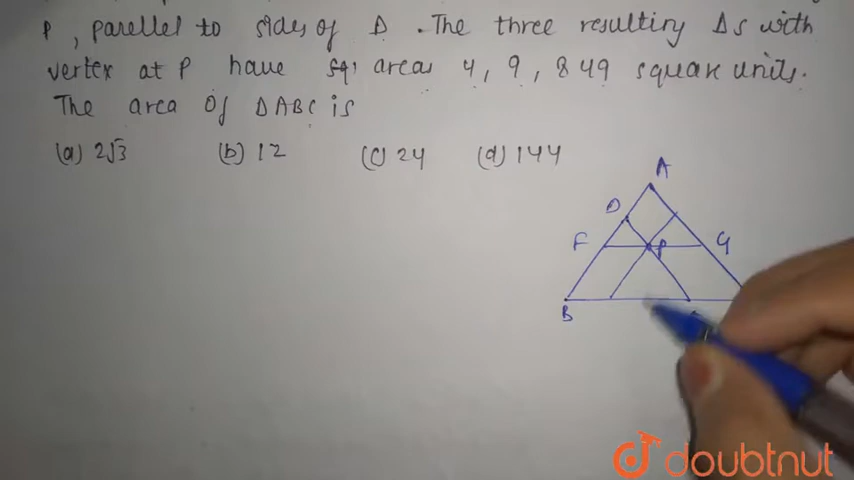 P, parellel to sides of Δ. The three resulting Δs with
vertex at P have sq, areas 4, 9, & 49 square units.
The area of ΔABC is
(a) 2√3 (b) 12 (c) 24 (d) 144
A
D
F P G
B
doubtnut